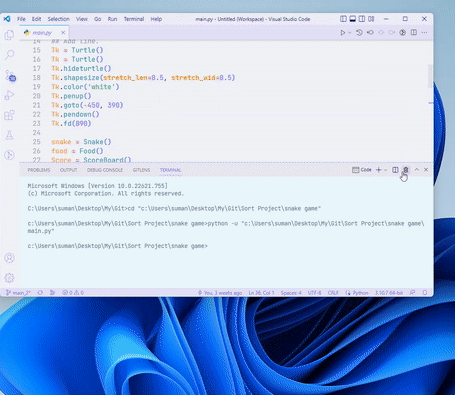 File Edit Selection View Go Run Terminal Help
main.py - Untitled (Workspace) - Visual Studio Code
main.py ×
14 ## Add line.
15 Tk = Turtle()
16 Tk = Turtle()
17 Tk.hideturtle()
18 Tk.shapesize(stretch_len=0.5, stretch_wid=0.5)
19 Tk.color('white')
20 Tk.penup()
21 Tk.goto(-450, 390)
22 Tk.pendown()
23 Tk.fd(890)
24
25 snake = Snake()
26 food = Food()
27 Score = ScoreBoard()
PROBLEMS OUTPUT DEBUG CONSOLE GITLENS TERMINAL
Code
Microsoft Windows [Version 10.0.22621.755]
(c) Microsoft Corporation. All rights reserved.
C:\Users\suman\Desktop\My\Git>cd "c:\Users\suman\Desktop\My\Git\Sort Project\snake game"
c:\Users\suman\Desktop\My\Git\Sort Project\snake game>python -u "c:\Users\suman\Desktop\My\Git\Sort Project\snake game\
main.py"
c:\Users\suman\Desktop\My\Git\Sort Project\snake game>
main_2* 0 0 You, 3 weeks ago Ln 38, Col 1 Spaces: 4 UTF-8 CRLF Python 3.10.7 64-bit